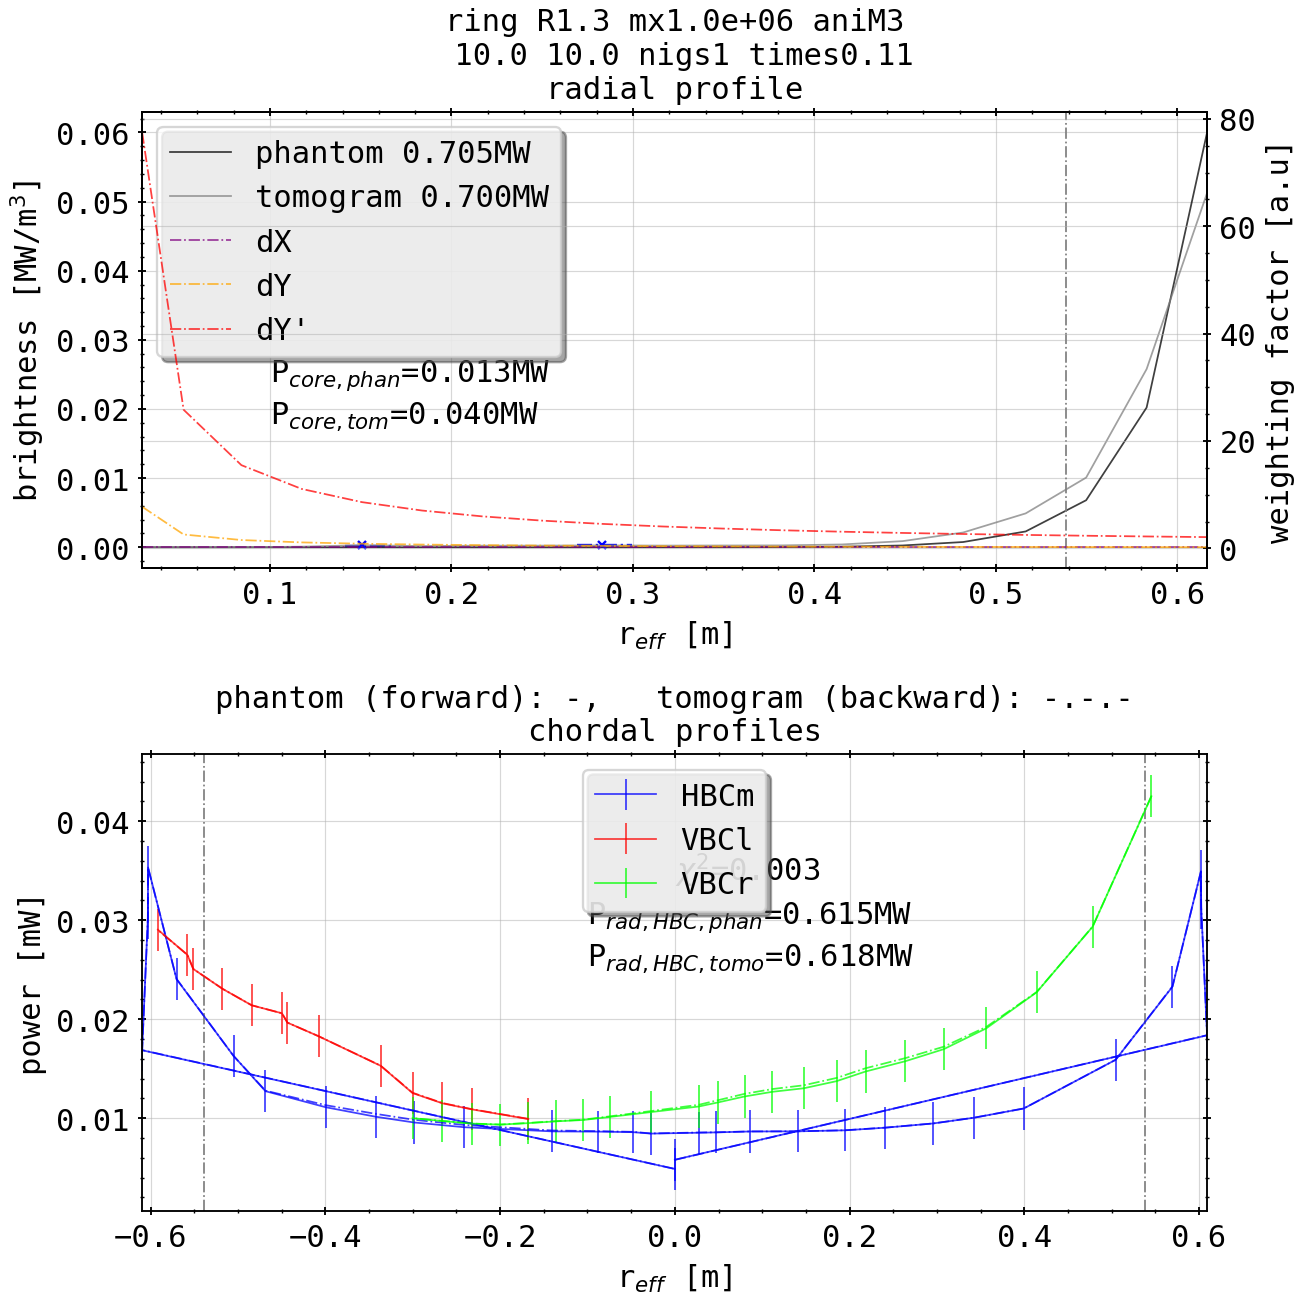 ring R1.3 mx1.0e+06 aniM3
10.0 10.0 nigs1 times0.11
radial profile
brightness [MW/m³]
0.06
0.05
0.04
0.03
0.02
0.01
0.00
phantom 0.705MW
tomogram 0.700MW
dX
dY
dY'
P_core,phan=0.013MW
P_core,tom=0.040MW
80
60
40
20
0
weighting factor [a.u]
0.1 0.2 0.3 0.4 0.5 0.6
r_eff [m]
phantom (forward): -, tomogram (backward): -.-.-
chordal profiles
power [mW]
0.04
0.03
0.02
0.01
HBCm
VBCl
VBCr
χ²=0.003
P_rad,HBC,phan=0.615MW
P_rad,HBC,tomo=0.618MW
−0.6 −0.4 −0.2 0.0 0.2 0.4 0.6
r_eff [m]